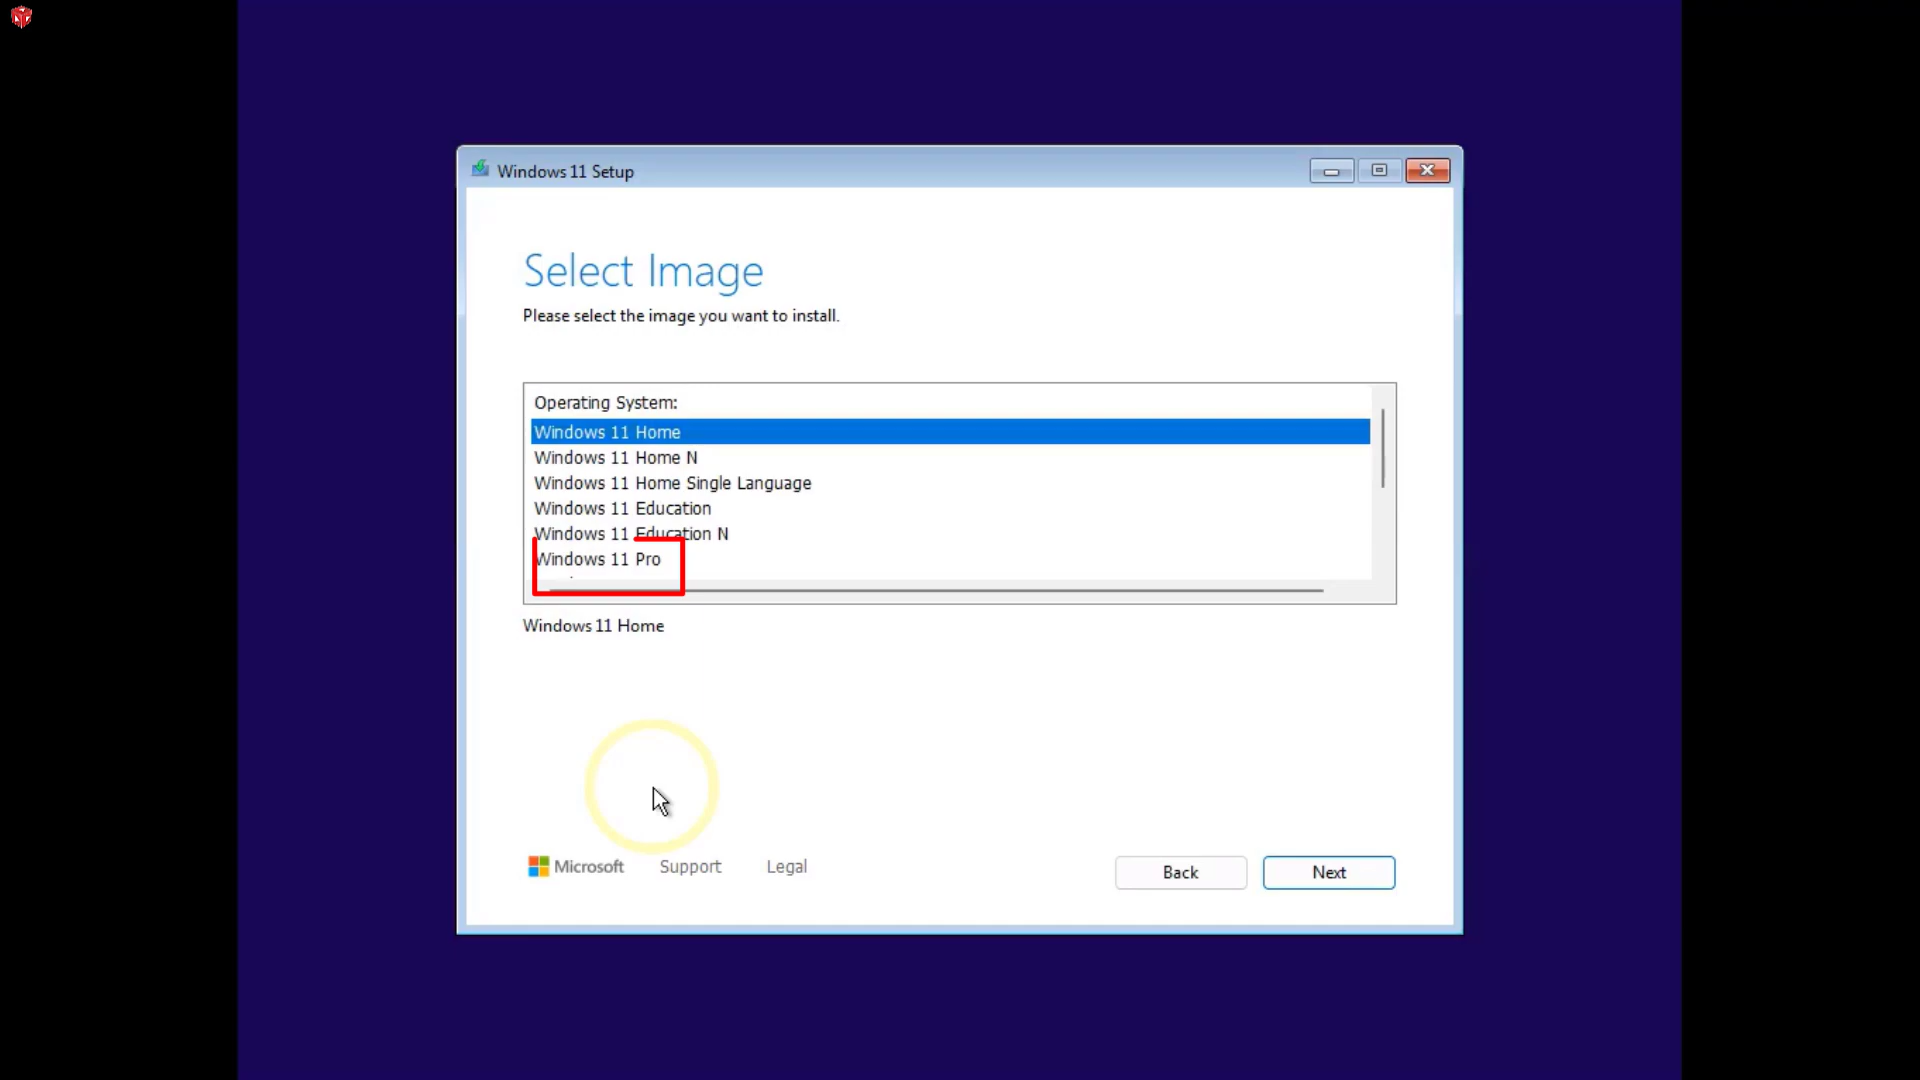 Windows 11 Setup
Select Image
Please select the image you want to install.
Operating System:
Windows 11 Home
Windows 11 Home N
Windows 11 Home Single Language
Windows 11 Education
Windows 11 Education N
Windows 11 Pro
Windows 11 Home
Microsoft Support Legal
Back Next